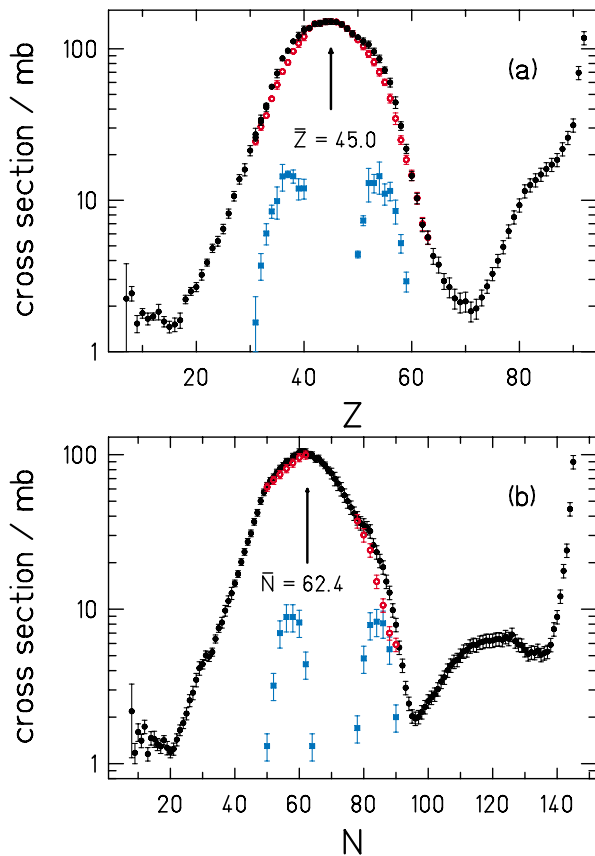 100
(a)
Z̄ = 45.0
10
1
cross section / mb
20 40 60 80
Z
100
(b)
N̄ = 62.4
10
1
cross section / mb
20 40 60 80 100 120 140
N